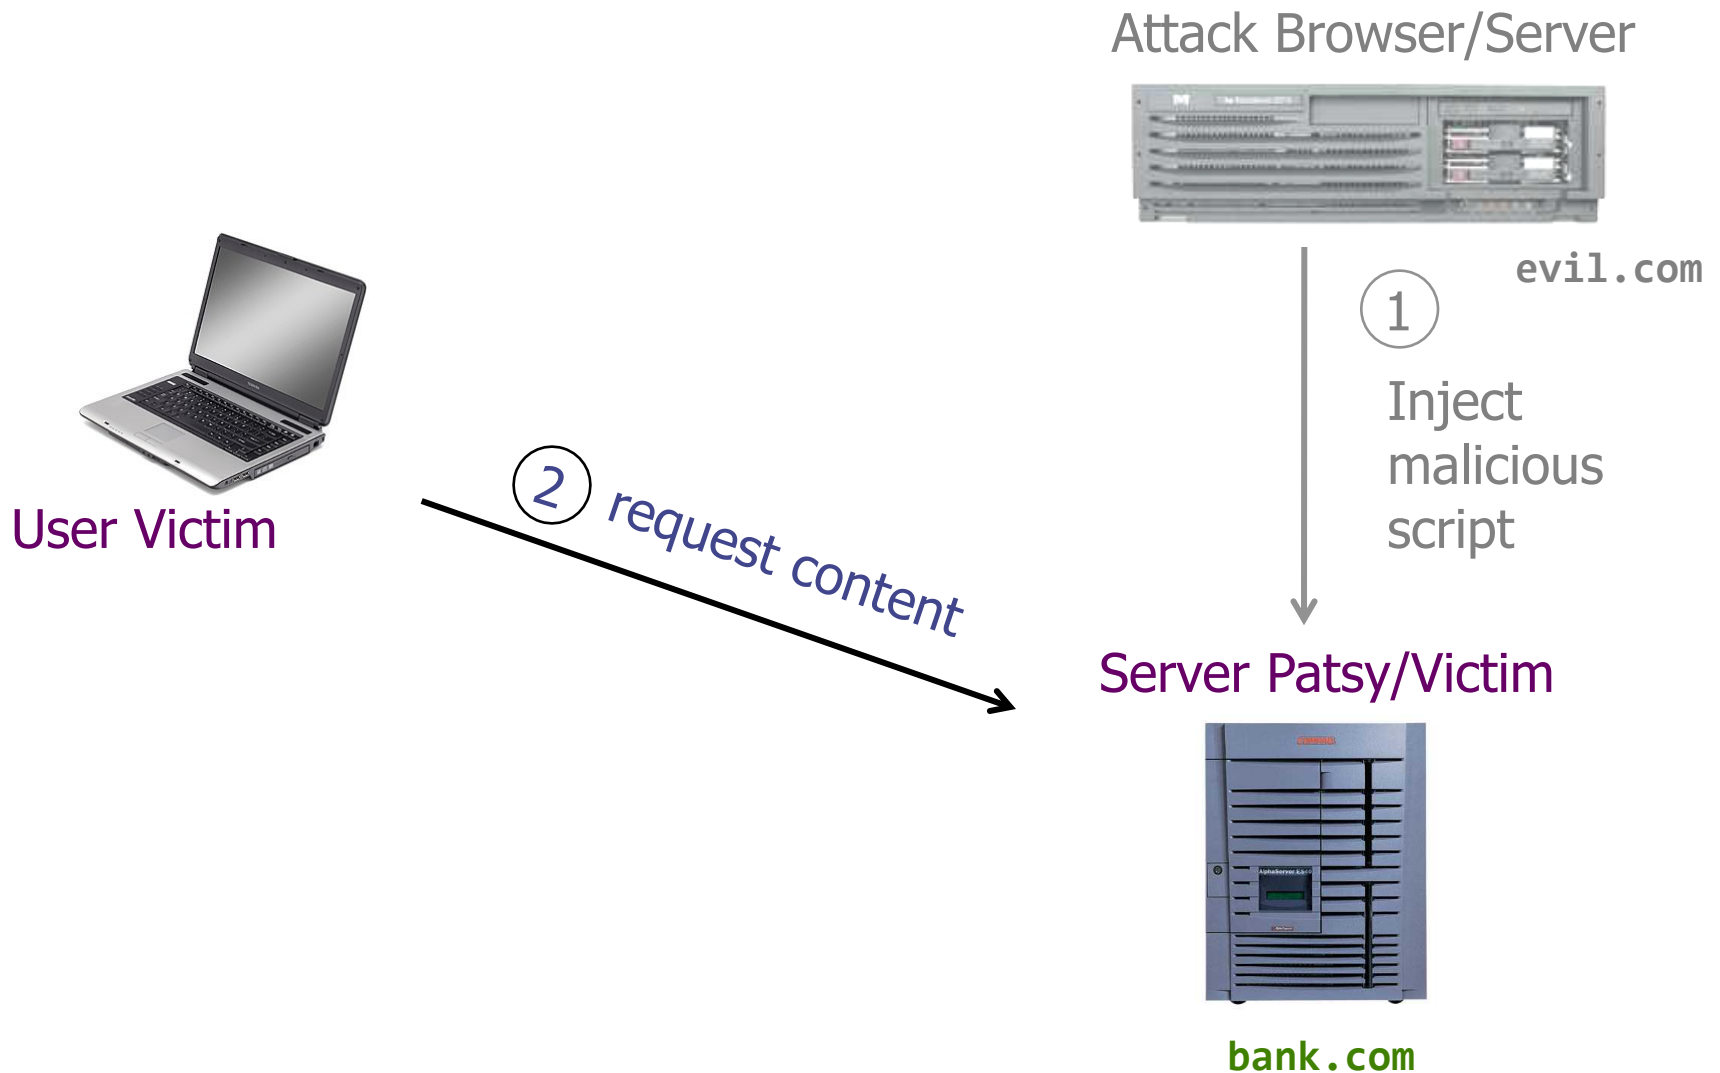 Attack Browser/Server
evil.com
1
Inject
malicious
script
2 request content
User Victim
Server Patsy/Victim
bank.com